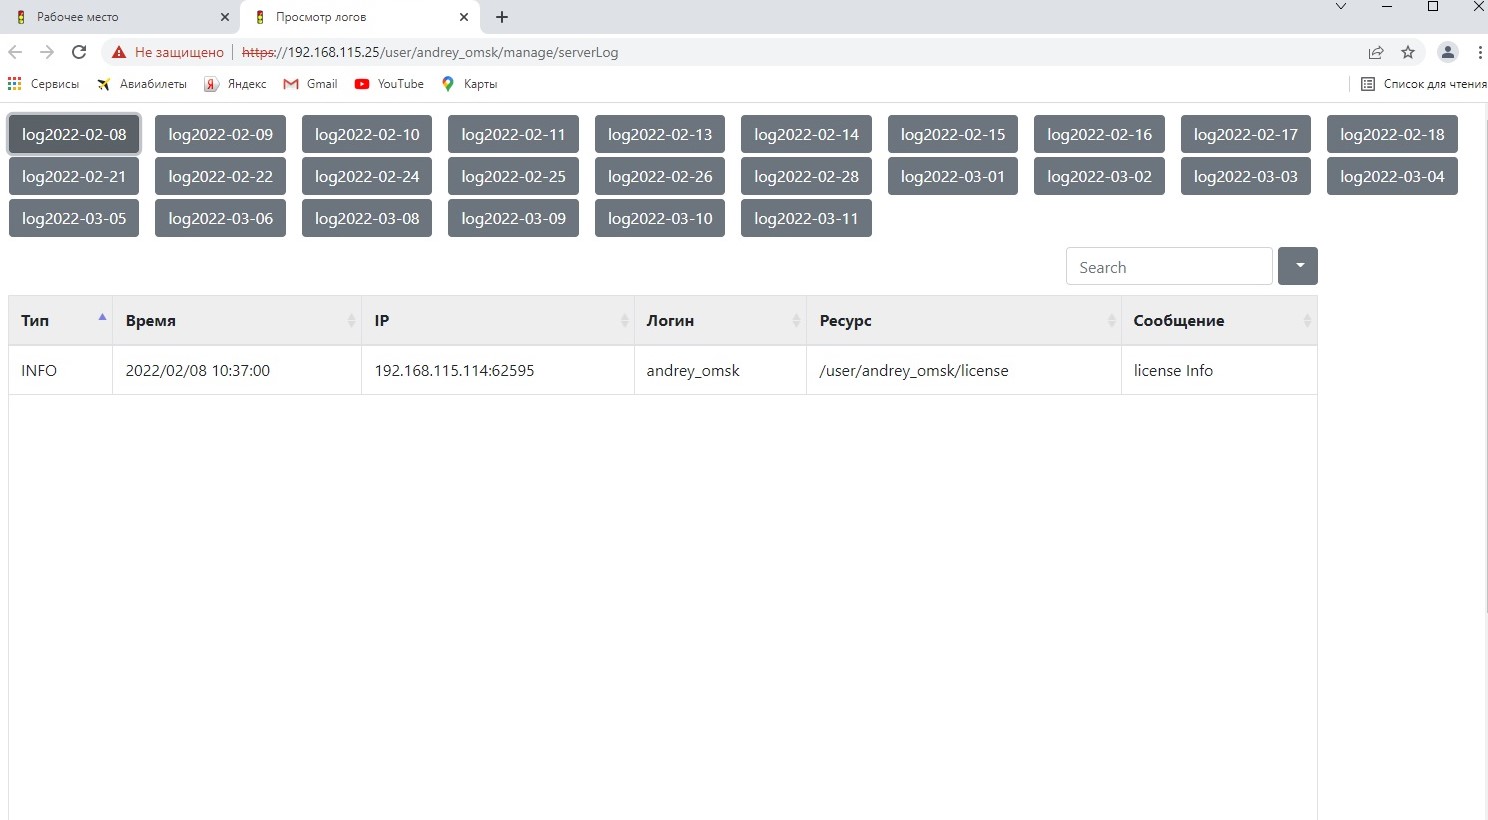 Рабочее место Просмотр логов
Не защищено https://192.168.115.25/user/andrey_omsk/manage/serverLog
Сервисы Авиабилеты Яндекс Gmail YouTube Карты Список для чтения
log2022-02-08 log2022-02-09 log2022-02-10 log2022-02-11 log2022-02-13 log2022-02-14 log2022-02-15 log2022-02-16 log2022-02-17 log2022-02-18
log2022-02-21 log2022-02-22 log2022-02-24 log2022-02-25 log2022-02-26 log2022-02-28 log2022-03-01 log2022-03-02 log2022-03-03 log2022-03-04
log2022-03-05 log2022-03-06 log2022-03-08 log2022-03-09 log2022-03-10 log2022-03-11
Search
Тип Время IP Логин Ресурс Сообщение
INFO 2022/02/08 10:37:00 192.168.115.114:62595 andrey_omsk /user/andrey_omsk/license license Info